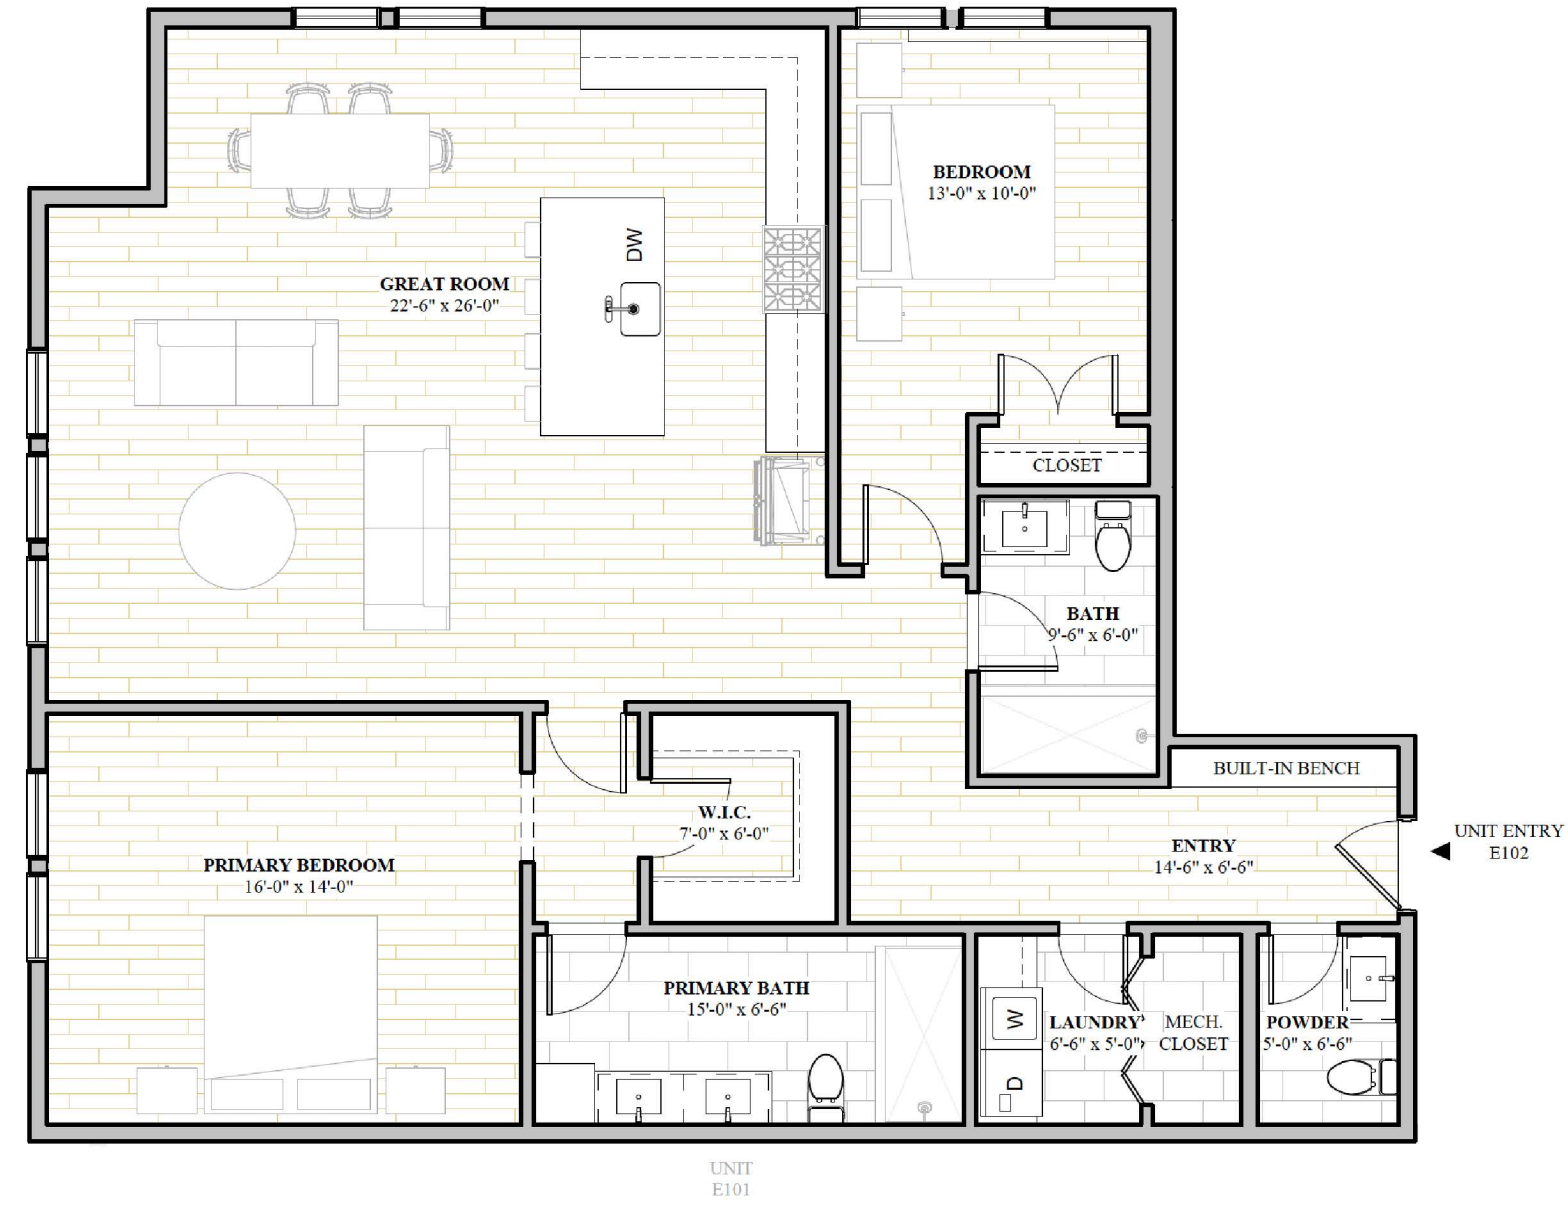 BEDROOM
13'-0" x 10'-0"
DW
GREAT ROOM
22'-6" x 26'-0"
CLOSET
BATH
9'-6" x 6'-0"
BUILT-IN BENCH
W.I.C.
7'-0" x 6'-0"
ENTRY
14'-6" x 6'-6"
UNIT ENTRY
E102
PRIMARY BEDROOM
16'-0" x 14'-0"
PRIMARY BATH
15'-0" x 6'-6"
W
D
LAUNDRY
6'-6" x 5'-0"
MECH.
CLOSET
POWDER
5'-0" x 6'-6"
UNIT
E101